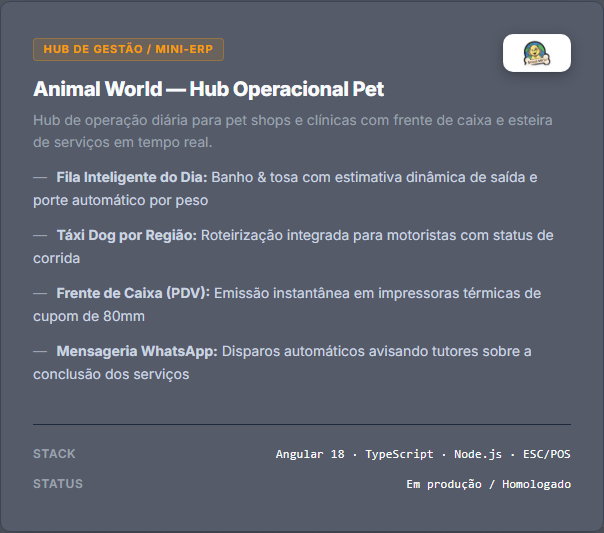 HUB DE GESTÃO / MINI-ERP
Animal World — Hub Operacional Pet
Hub de operação diária para pet shops e clínicas com frente de caixa e esteira
de serviços em tempo real.
— Fila Inteligente do Dia: Banho & tosa com estimativa dinâmica de saída e
porte automático por peso
— Táxi Dog por Região: Roteirização integrada para motoristas com status de
corrida
— Frente de Caixa (PDV): Emissão instantânea em impressoras térmicas de
cupom de 80mm
— Mensageria WhatsApp: Disparos automáticos avisando tutores sobre a
conclusão dos serviços
STACK
Angular 18 · TypeScript · Node.js · ESC/POS
STATUS
Em produção / Homologado